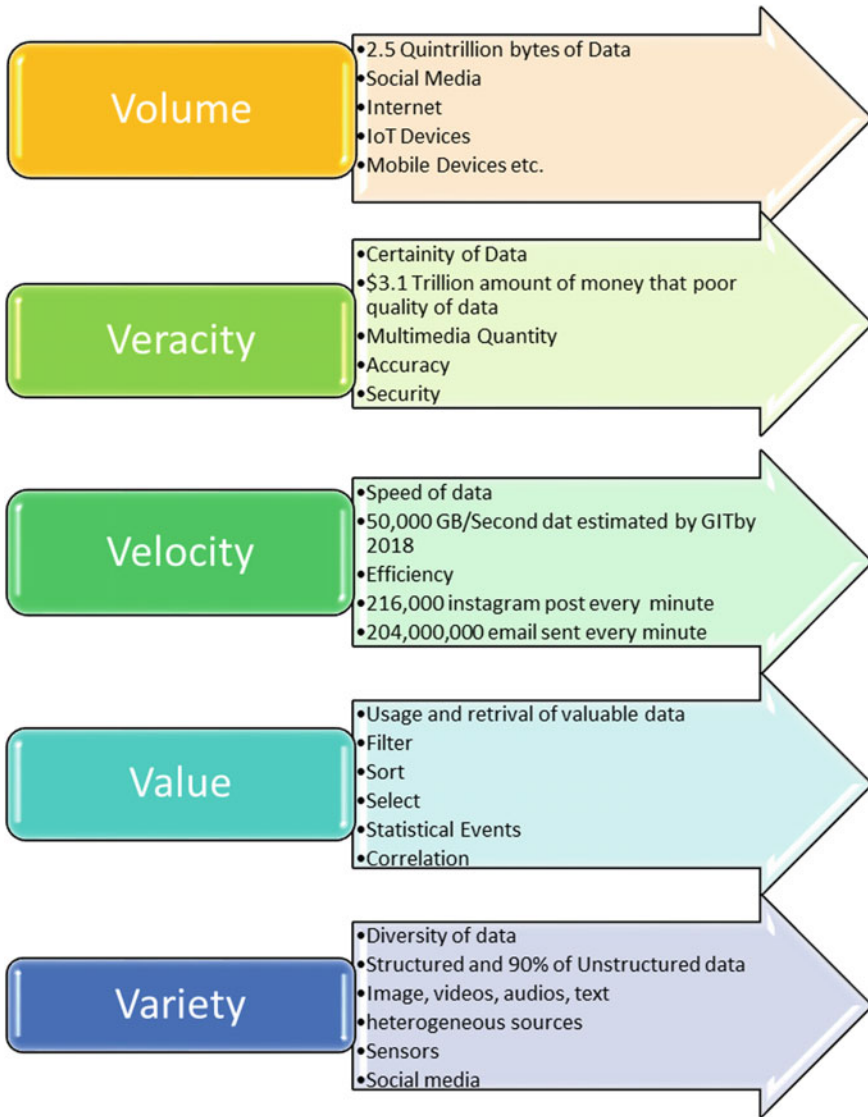 Volume
•2.5 Quintrillion bytes of Data
•Social Media
•Internet
•IoT Devices
•Mobile Devices etc.
Veracity
•Certainity of Data
•$3.1 Trillion amount of money that poor
quality of data
•Multimedia Quantity
•Accuracy
•Security
Velocity
•Speed of data
•50,000 GB/Second dat estimated by GITby
2018
•Efficiency
•216,000 instagram post every minute
•204,000,000 email sent every minute
Value
•Usage and retrival of valuable data
•Filter
•Sort
•Select
•Statistical Events
•Correlation
Variety
•Diversity of data
•Structured and 90% of Unstructured data
•Image, videos, audios, text
•heterogeneous sources
•Sensors
•Social media